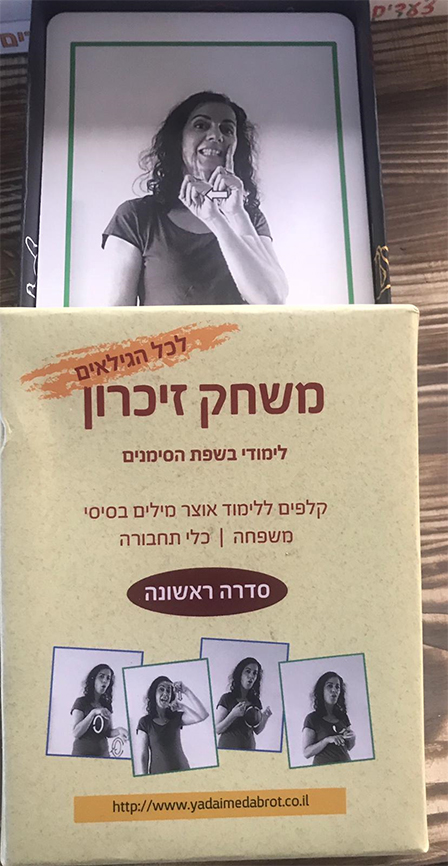 צעדים
לכל הגילאים
משחק זיכרון
לימודי בשפת הסימנים
קלפים ללימוד אוצר מילים בסיסי
משפחה | כלי תחבורה
סדרה ראשונה
http://www.yadaimedabrot.co.il